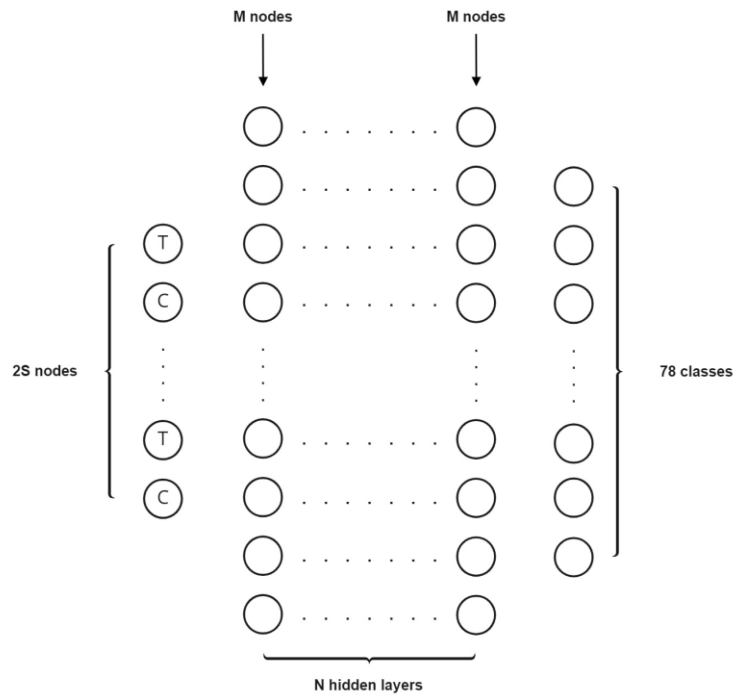 M nodes
M nodes
T
C
2S nodes
78 classes
T
C
N hidden layers